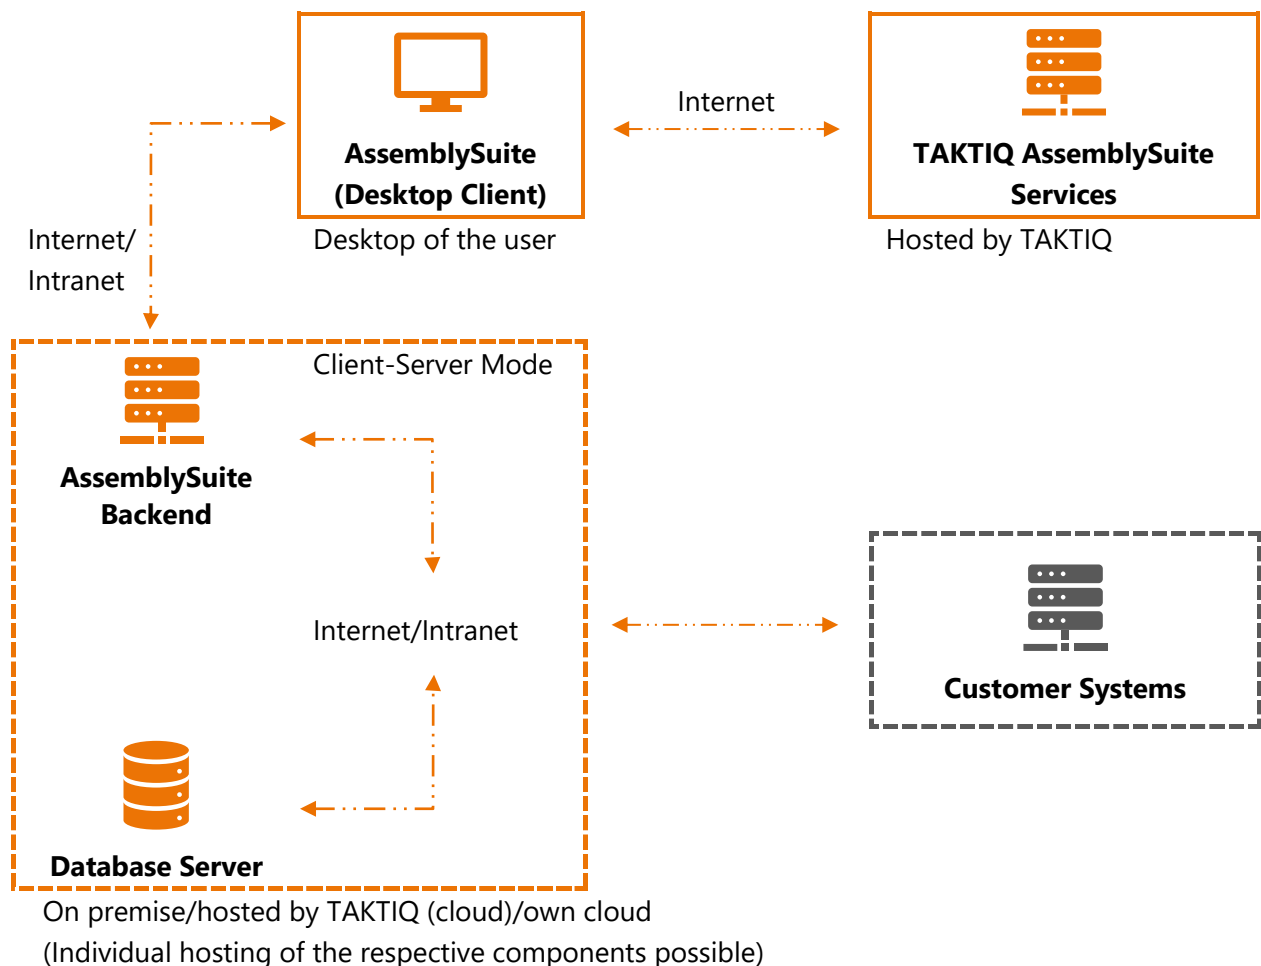 Internet
AssemblySuite
(Desktop Client)
TAKTIQ AssemblySuite
Services
Internet/
Intranet
Desktop of the user
Hosted by TAKTIQ
Client-Server Mode
AssemblySuite
Backend
Internet/Intranet
Customer Systems
Database Server
On premise/hosted by TAKTIQ (cloud)/own cloud
(Individual hosting of the respective components possible)